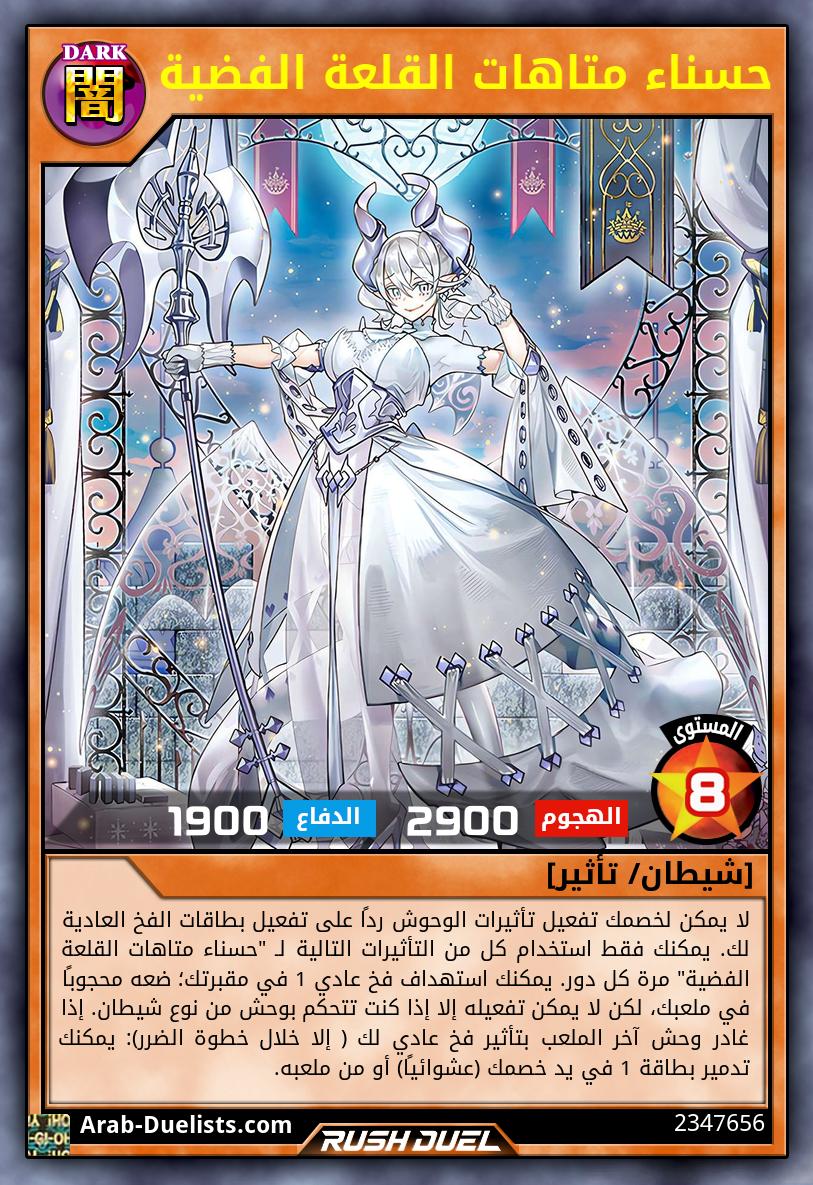 DARK
闇
حسناء متاهات القلعة الفضية
المستوى
8
الهجوم 2900 الدفاع 1900
[شيطان/ تأثير]
لا يمكن لخصمك تفعيل تأثيرات الوحوش رداً على تفعيل بطاقات الفخ العادية
لك. يمكنك فقط استخدام كل من التأثيرات التالية لـ "حسناء متاهات القلعة
الفضية" مرة كل دور. يمكنك استهداف فخ عادي 1 في مقبرتك؛ ضعه محجوباً
في ملعبك، لكن لا يمكن تفعيله إلا إذا كنت تتحكم بوحش من نوع شيطان. إذا
غادر وحش آخر الملعب بتأثير فخ عادي لك ( إلا خلال خطوة الضرر): يمكنك
تدمير بطاقة 1 في يد خصمك (عشوائياً) أو من ملعبه.
Arab-Duelists.com
RUSH DUEL
2347656